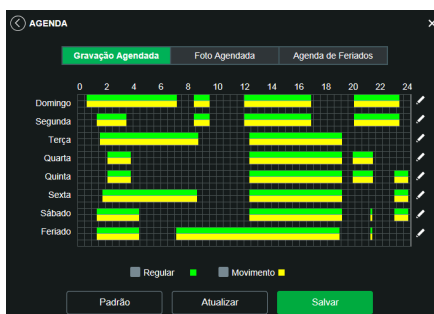 AGENDA
Gravação Agendada Foto Agendada Agenda de Feriados
0 2 4 6 8 10 12 14 16 18 20 22 24
Domingo
Segunda
Terça
Quarta
Quinta
Sexta
Sábado
Feriado
Regular Movimento
Padrão Atualizar Salvar